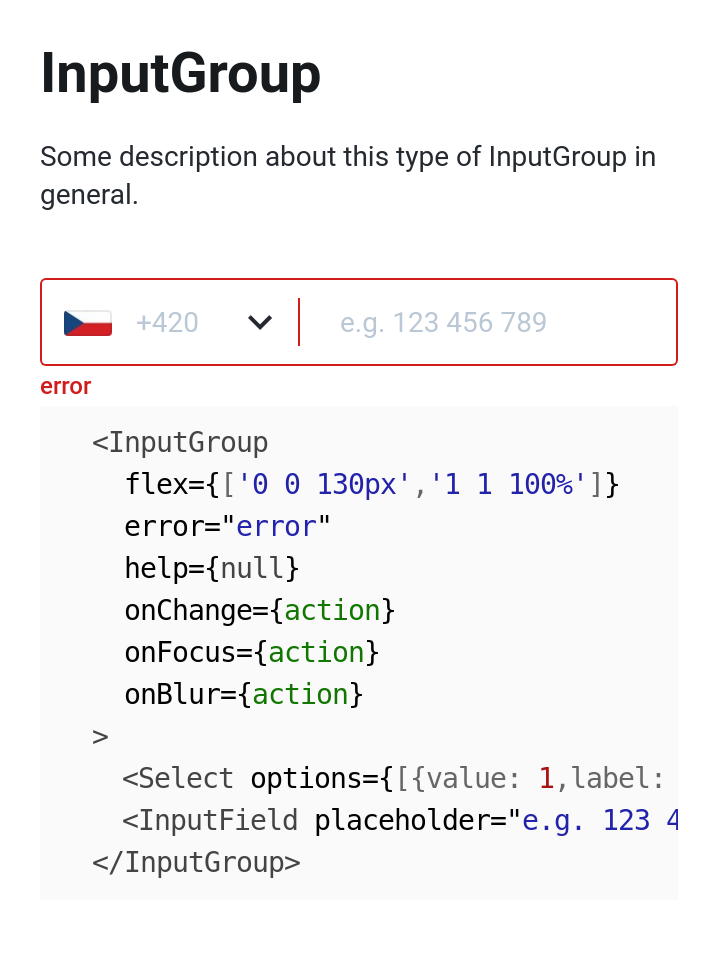 InputGroup
Some description about this type of InputGroup in
general.
+420
e.g. 123 456 789
error
<InputGroup
flex={['0 0 130px','1 1 100%']}
error="error"
help={null}
onChange={action}
onFocus={action}
onBlur={action}
>
<Select options={[{value: 1,label:
<InputField placeholder="e.g. 123 4
</InputGroup>